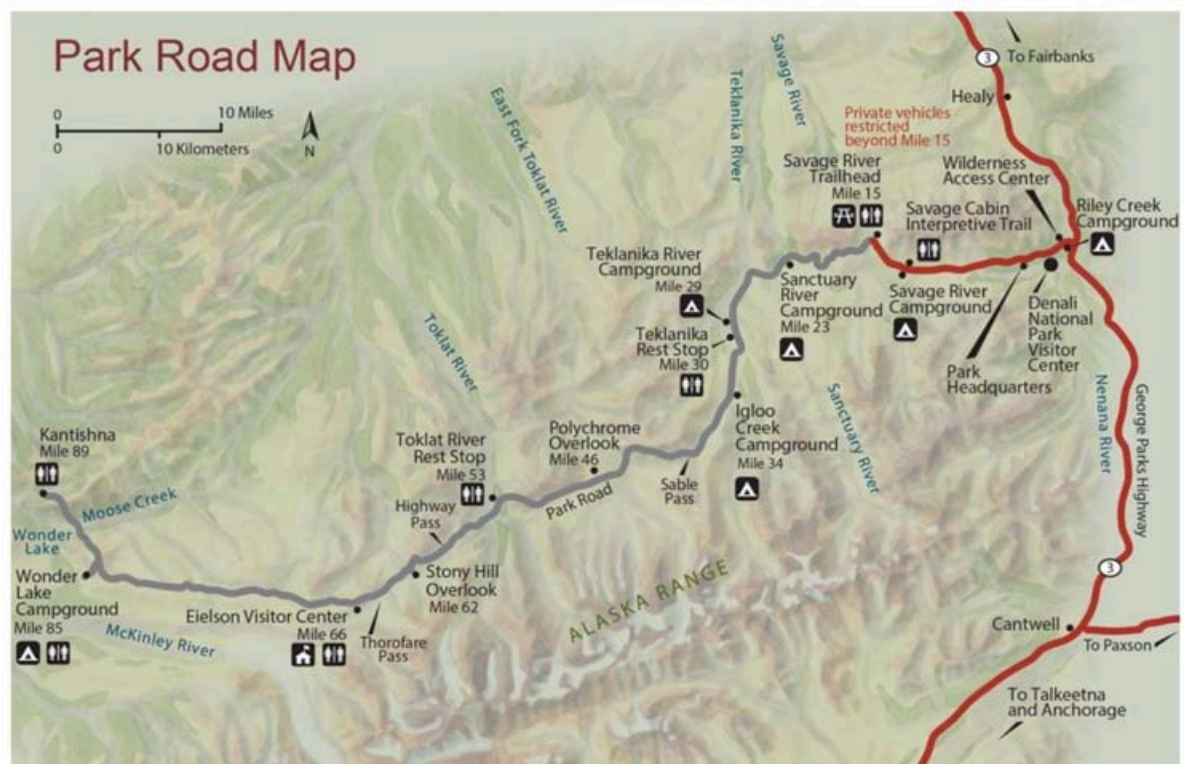 Park Road Map
0
10 Miles
0
10 Kilometers
N
East Fork Toklat River
Teklanika River
Savage River
3
To Fairbanks
Healy
Private vehicles
restricted
beyond Mile 15
Savage River
Trailhead
Mile 15
Wilderness
Access Center
Savage Cabin
Interpretive Trail
Riley Creek
Campground
Teklanika River
Campground
Mile 29
Sanctuary
River
Campground
Mile 23
Savage River
Campground
Denali
National
Park
Visitor
Center
Park
Headquarters
Teklanika
Rest Stop
Mile 30
Toklat River
Sanctuary River
Nenana River
George Parks Highway
Igloo
Creek
Campground
Mile 34
Polychrome
Overlook
Mile 46
Toklat River
Rest Stop
Mile 53
Sable
Pass
Park Road
Highway
Pass
Kantishna
Mile 89
Moose Creek
Wonder
Lake
Wonder
Lake
Campground
Mile 85
Stony Hill
Overlook
Mile 62
Eielson Visitor Center
Mile 66
Thorofare
Pass
McKinley River
ALASKA RANGE
3
Cantwell
To Paxson
To Talkeetna
and Anchorage